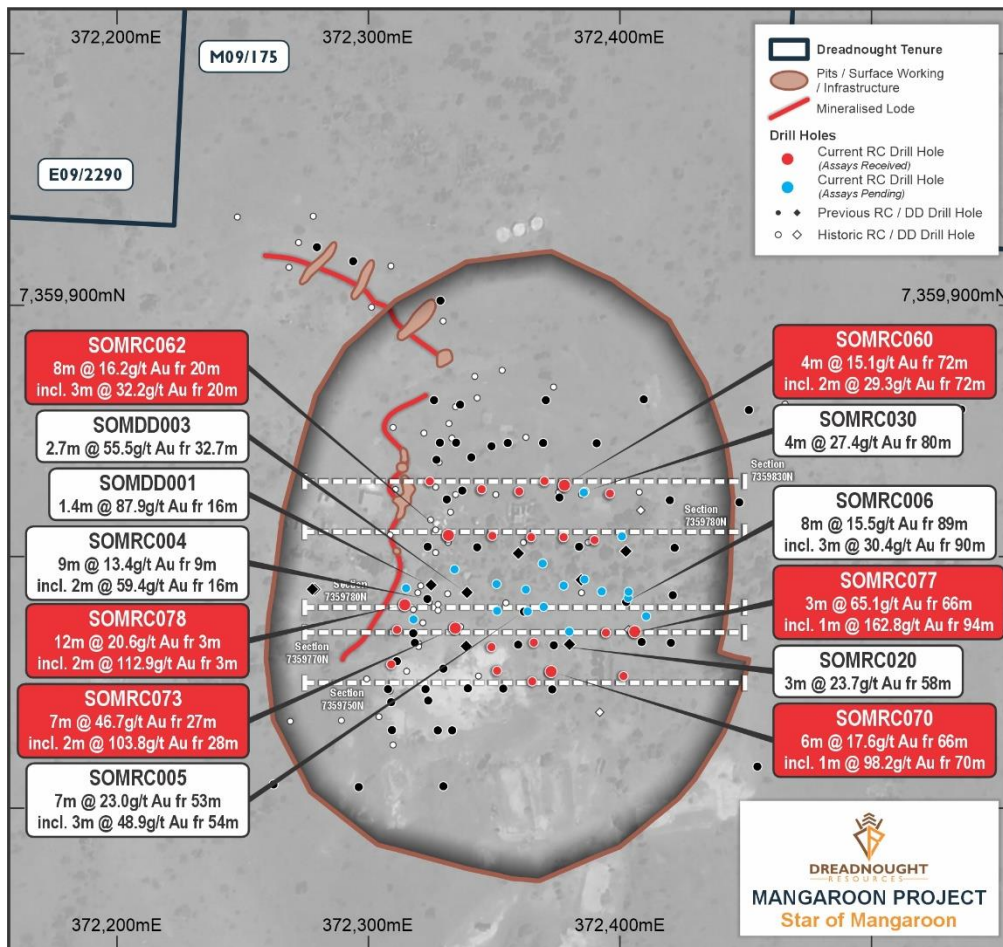 372,200mE
372,300mE
372,400mE
M09/175
E09/2290
Dreadnought Tenure
Pits / Surface Working
/ Infrastructure
Mineralised Lode
Drill Holes
Current RC Drill Hole
(Assays Received)
Current RC Drill Hole
(Assays Pending)
Previous RC / DD Drill Hole
Historic RC / DD Drill Hole
7,359,900mN
7,359,900mN
SOMRC062
8m @ 16.2g/t Au fr 20m
incl. 3m @ 32.2g/t Au fr 20m
SOMDD003
2.7m @ 55.5g/t Au fr 32.7m
SOMDD001
1.4m @ 87.9g/t Au fr 16m
SOMRC004
9m @ 13.4g/t Au fr 9m
incl. 2m @ 59.4g/t Au fr 16m
SOMRC078
12m @ 20.6g/t Au fr 3m
incl. 2m @ 112.9g/t Au fr 3m
SOMRC073
7m @ 46.7g/t Au fr 27m
incl. 2m @ 103.8g/t Au fr 28m
SOMRC005
7m @ 23.0g/t Au fr 53m
incl. 3m @ 48.9g/t Au fr 54m
Section
7359830N
Section
7359780N
Section
7359780N
Section
7359770N
Section
7359750N
SOMRC060
4m @ 15.1g/t Au fr 72m
incl. 2m @ 29.3g/t Au fr 72m
SOMRC030
4m @ 27.4g/t Au fr 80m
SOMRC006
8m @ 15.5g/t Au fr 89m
incl. 3m @ 30.4g/t Au fr 90m
SOMRC077
3m @ 65.1g/t Au fr 66m
incl. 1m @ 162.8g/t Au fr 94m
SOMRC020
3m @ 23.7g/t Au fr 58m
SOMRC070
6m @ 17.6g/t Au fr 66m
incl. 1m @ 98.2g/t Au fr 70m
DREADNOUGHT
RESOURCES
MANGAROON PROJECT
Star of Mangaroon
372,200mE
372,300mE
372,400mE